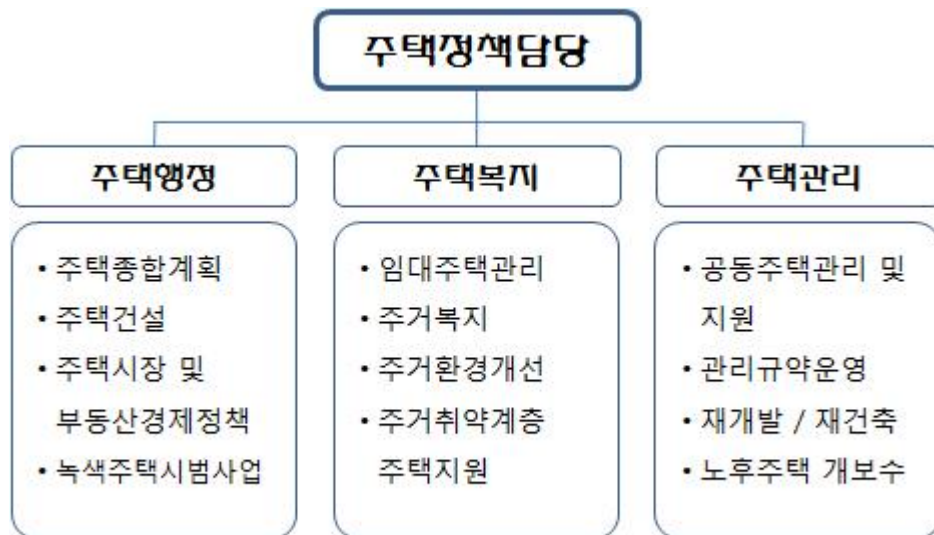 주택정책담당
주택행정
• 주택종합계획
• 주택건설
• 주택시장 및
부동산경제정책
• 녹색주택시범사업
주택복지
• 임대주택관리
• 주거복지
• 주거환경개선
• 주거취약계층
주택지원
주택관리
• 공동주택관리 및
지원
• 관리규약운영
• 재개발 / 재건축
• 노후주택 개보수